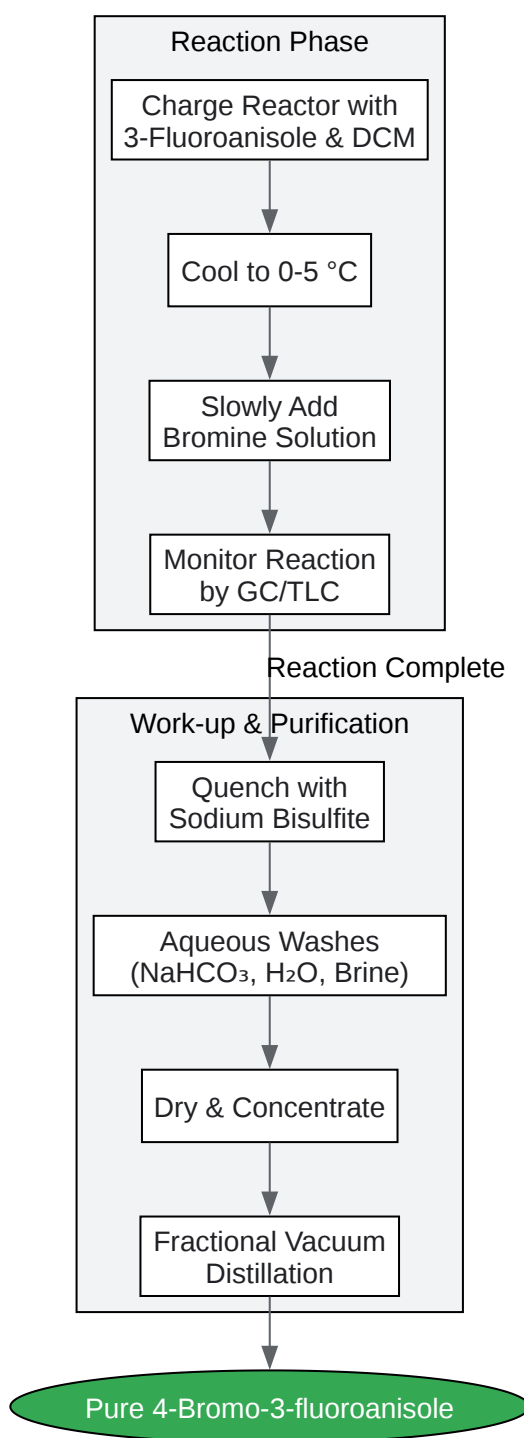 Reaction Phase
Charge Reactor with
3-Fluoroanisole & DCM
Cool to 0-5 °C
Slowly Add
Bromine Solution
Monitor Reaction
by GC/TLC
Reaction Complete
Work-up & Purification
Quench with
Sodium Bisulfite
Aqueous Washes
(NaHCO₃, H₂O, Brine)
Dry & Concentrate
Fractional Vacuum
Distillation
Pure 4-Bromo-3-fluoroanisole